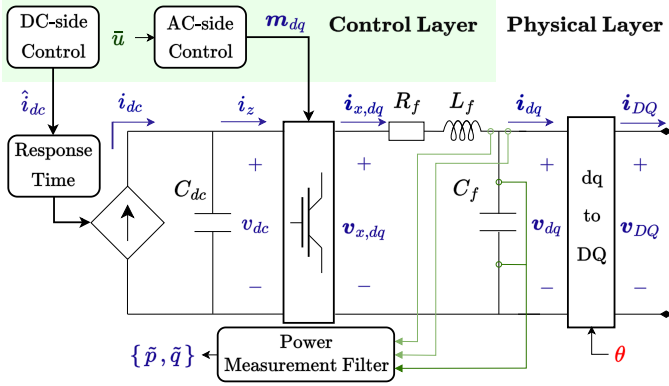 DC-side
Control
ū
AC-side
Control
m_dq
Control Layer
Physical Layer
î_dc
i_dc
i_z
i_x,dq
R_f
L_f
i_dq
i_DQ
Response
Time
+
+
+
+
C_dc
v_dc
v_x,dq
C_f
v_dq
dq
to
DQ
v_DQ
−
−
−
−
{p̃, q̃}
Power
Measurement Filter
θ